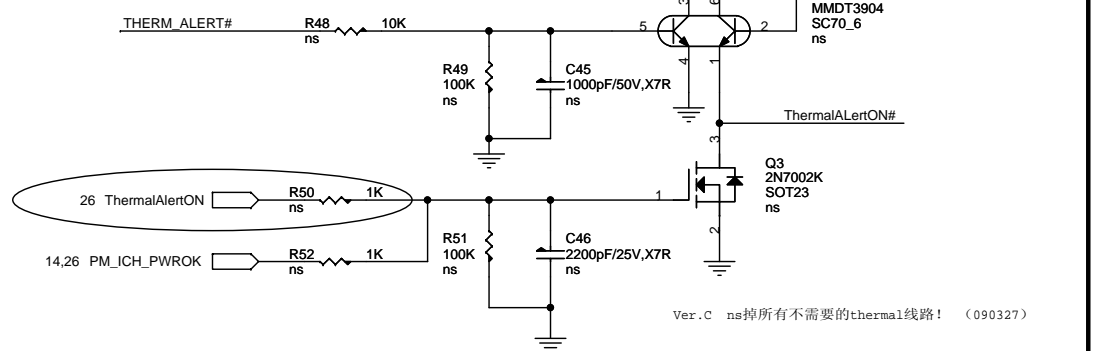 3
6
MMDT3904
SC70_6
ns
THERM_ALERT#
R48
10K
ns
5
2
4
1
R49
100K
ns
C45
1000pF/50V,X7R
ns
ThermalALertON#
3
Q3
2N7002K
SOT23
ns
26 ThermalAlertON
R50
1K
ns
1
2
R51
100K
ns
C46
2200pF/25V,X7R
ns
14,26 PM_ICH_PWROK
R52
1K
ns
Ver.C ns掉所有不需要的thermal线路! (090327)